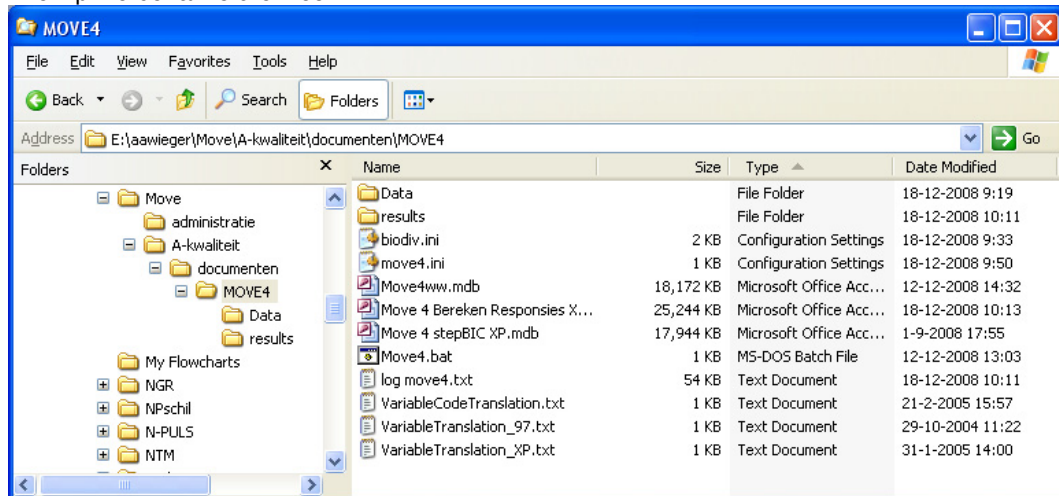 MOVE4
File Edit View Favorites Tools Help
Back Search Folders
Address E:\aawieger\Move\A-kwaliteit\documenten\MOVE4 Go
Folders × Name Size Type Date Modified
Move
administratie
A-kwaliteit
documenten
MOVE4
Data
results
My Flowcharts
NGR
NPschil
N-PULS
NTM
Data File Folder 18-12-2008 9:19
results File Folder 18-12-2008 10:11
biodiv.ini 2 KB Configuration Settings 18-12-2008 9:33
move4.ini 1 KB Configuration Settings 18-12-2008 9:50
Move4ww.mdb 18,172 KB Microsoft Office Acc... 12-12-2008 14:32
Move 4 Bereken Responsies X... 25,244 KB Microsoft Office Acc... 18-12-2008 10:13
Move 4 stepBIC XP.mdb 17,944 KB Microsoft Office Acc... 1-9-2008 17:55
Move4.bat 1 KB MS-DOS Batch File 12-12-2008 13:03
log move4.txt 54 KB Text Document 18-12-2008 10:11
VariableCodeTranslation.txt 1 KB Text Document 21-2-2005 15:57
VariableTranslation_97.txt 1 KB Text Document 29-10-2004 11:22
VariableTranslation_XP.txt 1 KB Text Document 31-1-2005 14:00